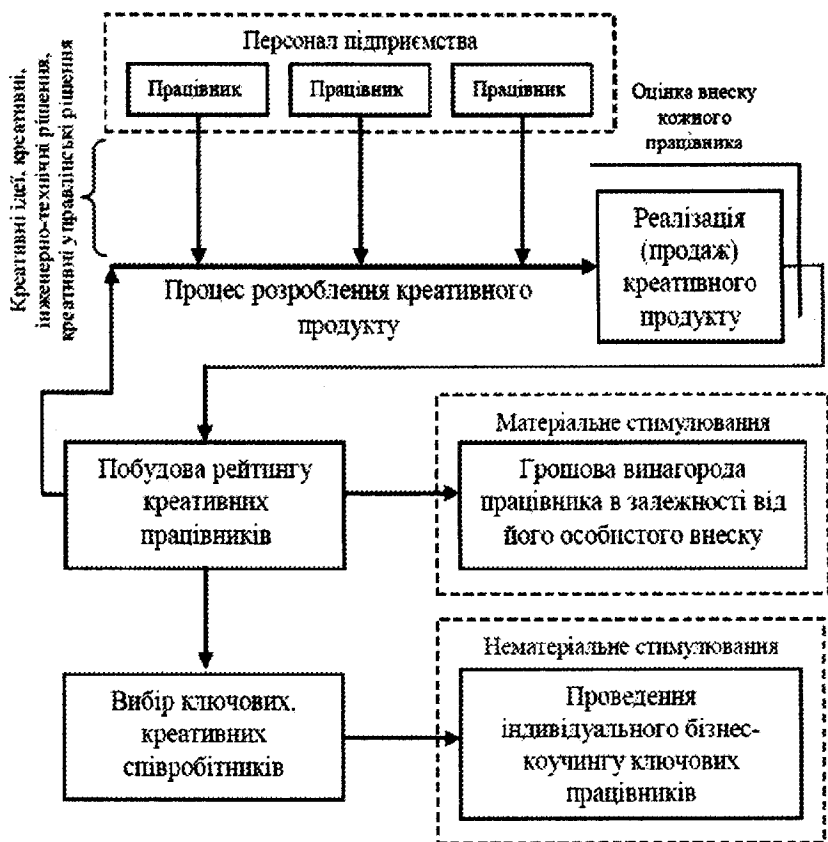 Персонал підприємства
Працівник
Працівник
Працівник
Креативні ідеї, креативні,
інженерно-технічні рішення,
креативні управлінські рішення
Оцінка внеску
кожного
працівника
Процес розроблення креативного
продукту
Реалізація
(продаж)
креативного
продукту
Побудова рейтингу
креативних
працівників
Матеріальне стимулювання
Грошова винагорода
працівника в залежності від
його особистого внеску
Вибір ключових,
креативних
співробітників
Нематеріальне стимулювання
Проведення
індивідуального бізнес-
коучингу ключових
працівників